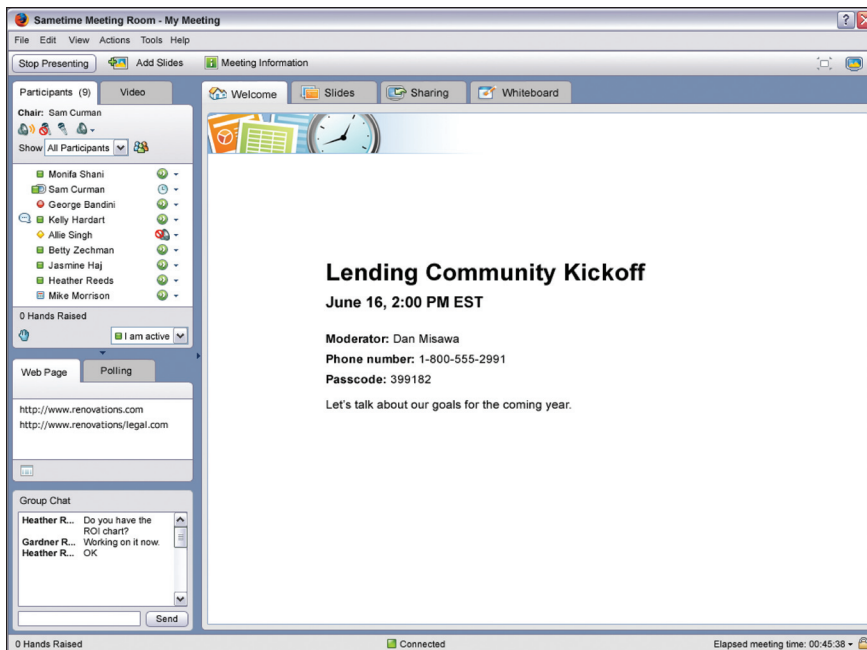 Sametime Meeting Room - My Meeting
File Edit View Actions Tools Help
Stop Presenting Add Slides Meeting Information
Participants (9) Video
Chair: Sam Curman
Show All Participants
Monifa Shani
Sam Curman
George Bandini
Kelly Hardart
Allie Singh
Betty Zechman
Jasmine Haj
Heather Reeds
Mike Morrison
0 Hands Raised
I am active
Web Page Polling
http://www.renovations.com
http://www.renovations/legal.com
Group Chat
Heather R... Do you have the
ROI chart?
Gardner R... Working on it now.
Heather R... OK
Send
Welcome Slides Sharing Whiteboard
Lending Community Kickoff
June 16, 2:00 PM EST
Moderator: Dan Misawa
Phone number: 1-800-555-2991
Passcode: 399182
Let's talk about our goals for the coming year.
0 Hands Raised Connected Elapsed meeting time: 00:45:38